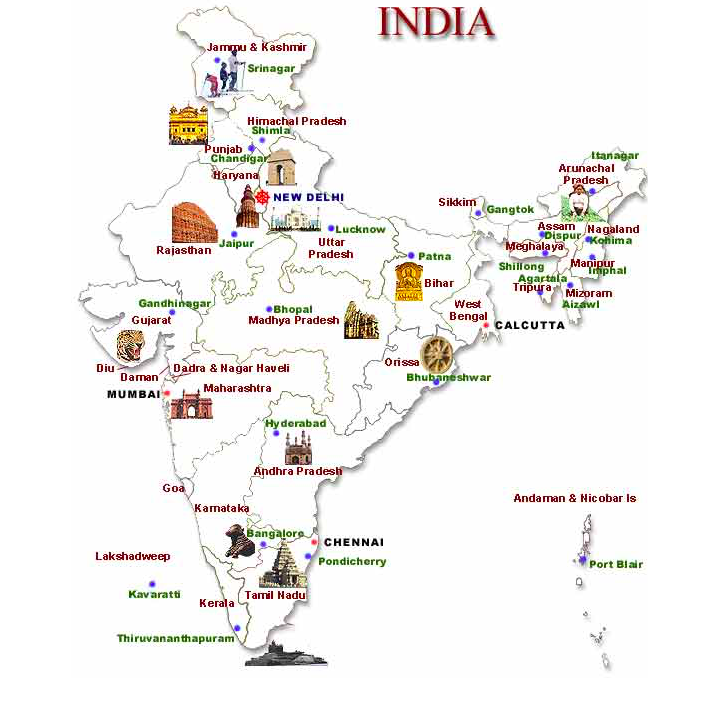 INDIA
Jammu & Kashmir
Srinagar
Himachal Pradesh
Shimla
Punjab
Chandigar
Haryana
NEW DELHI
Itanagar
Arunachal
Pradesh
Sikkim
Gangtok
Assam
Dispur
Nagaland
Kohima
Meghalaya
Shillong
Manipur
Imphal
Agartala
Tripura
Mizoram
Aizawl
Rajasthan
Jaipur
Lucknow
Uttar
Pradesh
Patna
Bihar
West
Bengal
CALCUTTA
Gandhinagar
Gujarat
Bhopal
Madhya Pradesh
Diu
Daman
Dadra & Nagar Haveli
MUMBAI
Maharashtra
Orissa
Bhubaneshwar
Hyderabad
Andhra Pradesh
Goa
Karnataka
Bangalore
CHENNAI
Pondicherry
Andaman & Nicobar Is
Port Blair
Lakshadweep
Kavaratti
Kerala
Tamil Nadu
Thiruvananthapuram